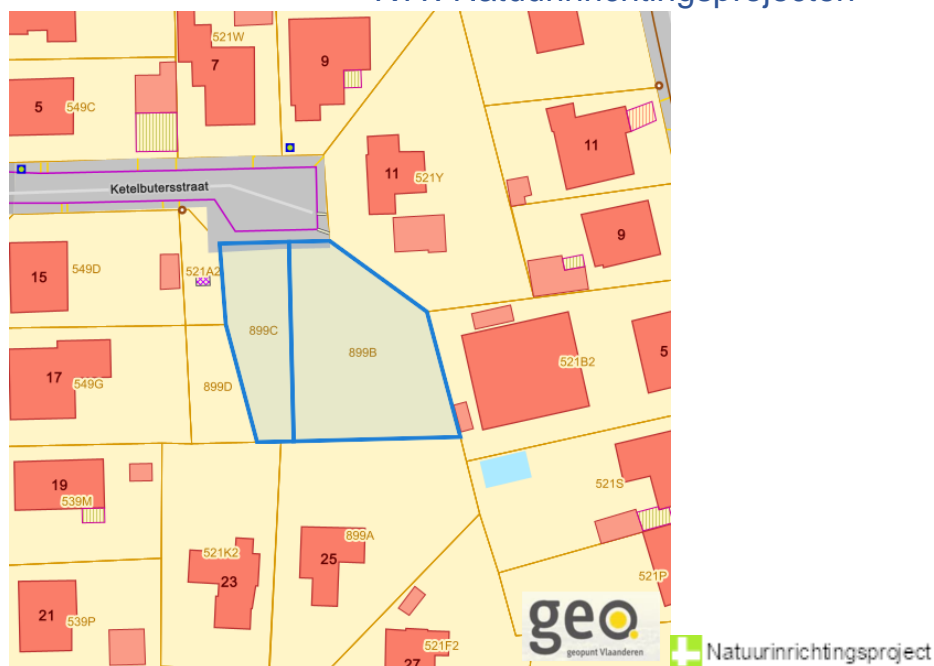 Natuurinrichtingsprojecten
521W
7
9
5 549C
11
521Y
11
Ketelbutersstraat
9
15
549D
521A2
899C
899B
521B2
5
17
549G
899D
19
539M
521S
521K2
23
25
899A
521P
21
539P
521F2
27
geo.
geopunt Vlaanderen
Natuurinrichtingsproject